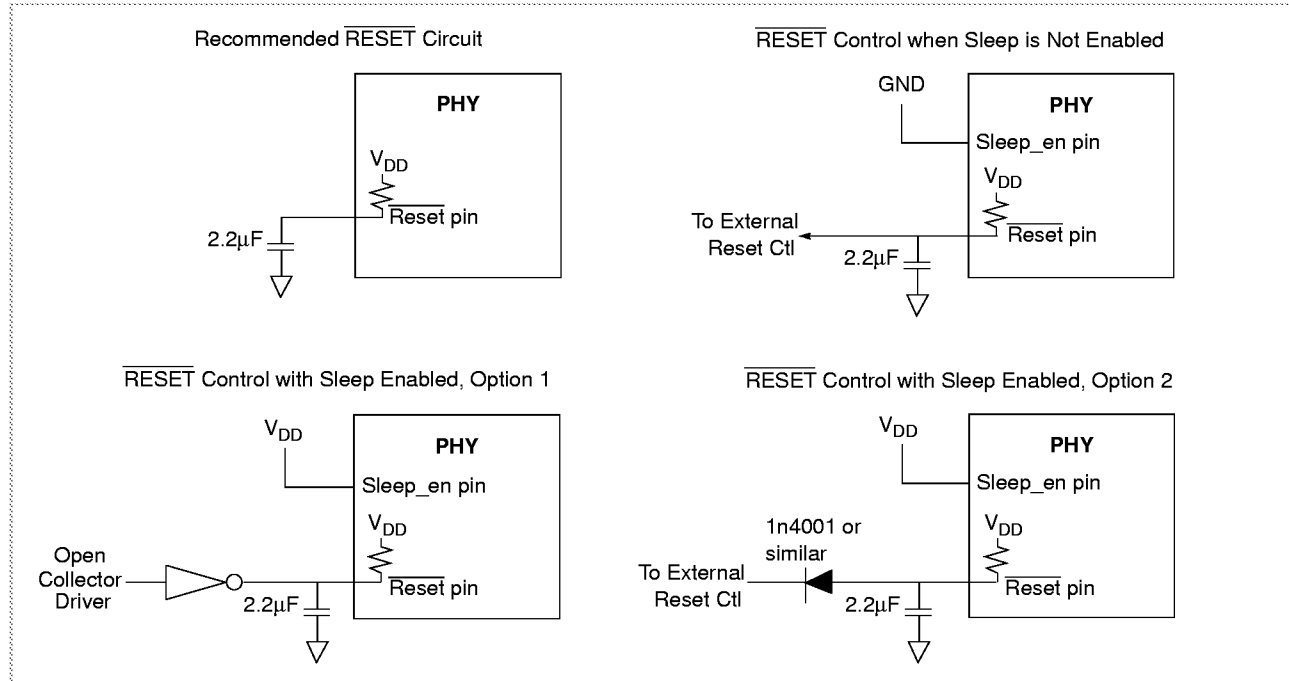 Recommended RESET Circuit
PHY
VDD
Reset pin
2.2µF
RESET Control when Sleep is Not Enabled
GND
PHY
Sleep_en pin
VDD
To External
Reset Ctl
Reset pin
2.2µF
RESET Control with Sleep Enabled, Option 1
VDD
PHY
Sleep_en pin
VDD
Open
Collector
Driver
Reset pin
2.2µF
RESET Control with Sleep Enabled, Option 2
VDD
PHY
Sleep_en pin
1n4001 or
similar
VDD
To External
Reset Ctl
Reset pin
2.2µF